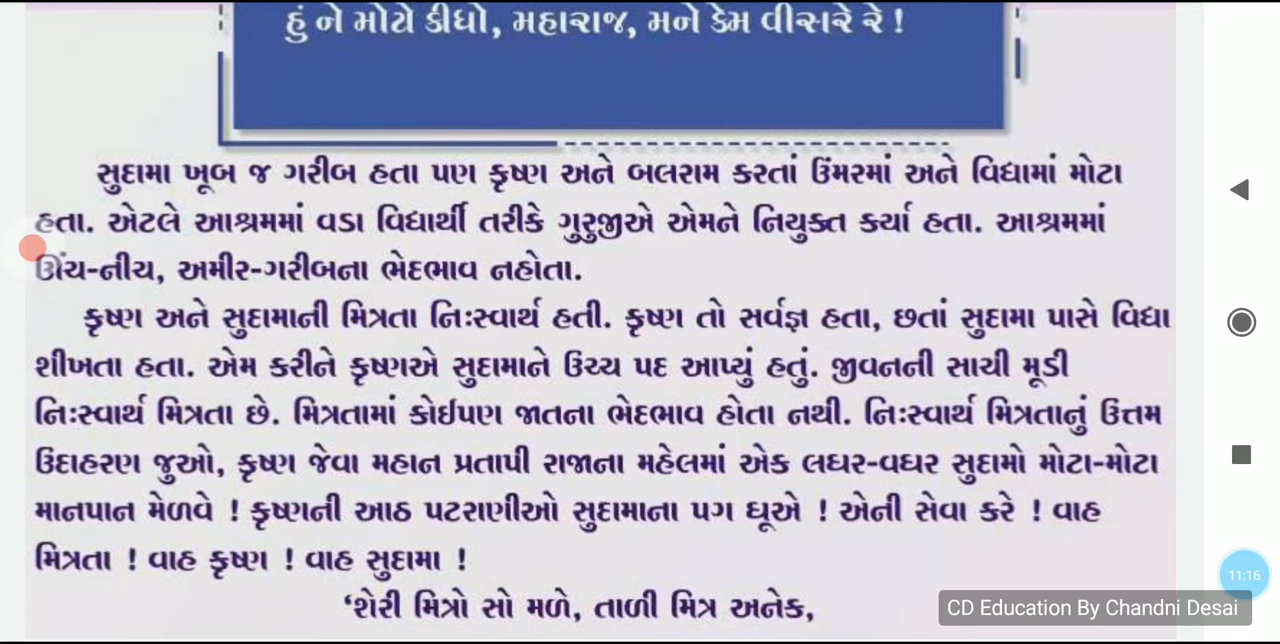 હું ને મોટો કીધો, મહારાજ, મને કેમ વીસરે રે !
સુદામા ખૂબ જ ગરીબ હતા પણ કૃષ્ણ અને બલરામ કરતાં ઉંમરમાં અને વિદ્યામાં મોટા
હતા. એટલે આશ્રમમાં વડા વિદ્યાર્થી તરીકે ગુરુજીએ એમને નિયુક્ત કર્યા હતા. આશ્રમમાં
ઊંચ-નીચ, અમીર-ગરીબના ભેદભાવ નહોતા.
કૃષ્ણ અને સુદામાની મિત્રતા નિઃસ્વાર્થ હતી. કૃષ્ણ તો સર્વજ્ઞ હતા, છતાં સુદામા પાસે વિદ્યા
શીખતા હતા. એમ કરીને કૃષ્ણએ સુદામાને ઉચ્ચ પદ આપ્યું હતું. જીવનની સાચી મૂડી
નિઃસ્વાર્થ મિત્રતા છે. મિત્રતામાં કોઈપણ જાતના ભેદભાવ હોતા નથી. નિઃસ્વાર્થ મિત્રતાનું ઉત્તમ
ઉદાહરણ જુઓ, કૃષ્ણ જેવા મહાન પ્રતાપી રાજાના મહેલમાં એક લઘર-વઘર સુદામો મોટા-મોટા
માનપાન મેળવે ! કૃષ્ણની આઠ પટરાણીઓ સુદામાના પગ ધૂએ ! એની સેવા કરે ! વાહ
મિત્રતા ! વાહ કૃષ્ણ ! વાહ સુદામા !
‘શેરી મિત્રો સો મળે, તાળી મિત્ર અનેક,
11:16
CD Education By Chandni Desai